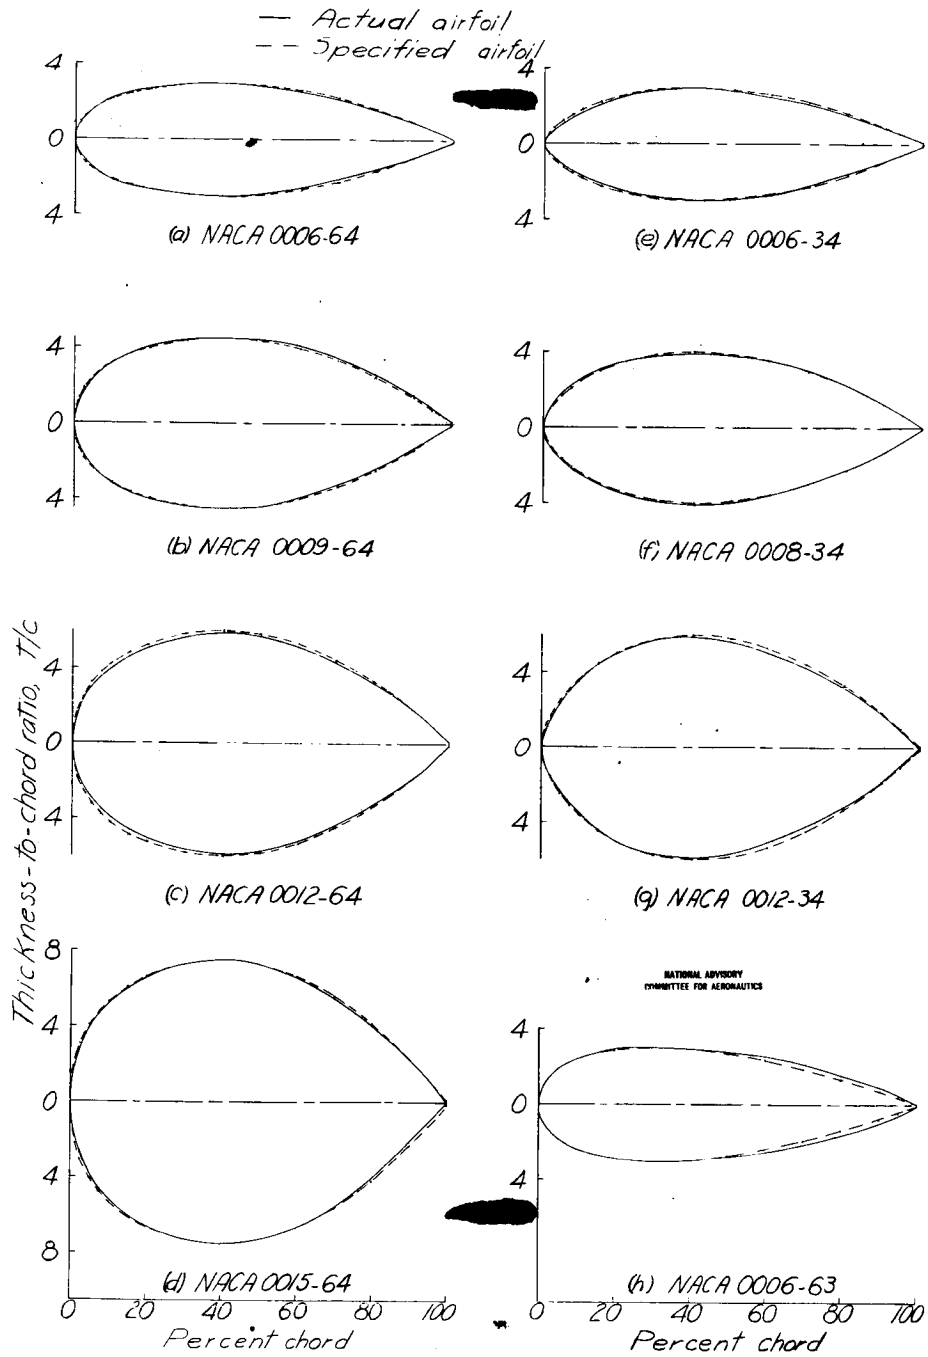 — Actual airfoil
--- Specified airfoil
4
0
4
(a) NACA 0006-64
4
0
4
(e) NACA 0006-34
4
0
4
(b) NACA 0009-64
4
0
4
(f) NACA 0008-34
Thickness-to-chord ratio, t/c
4
0
4
(c) NACA 0012-64
4
0
4
(g) NACA 0012-34
8
4
0
4
8
(d) NACA 0015-64
0 20 40 60 80 100
Percent chord
NATIONAL ADVISORY
COMMITTEE FOR AERONAUTICS
4
0
4
(h) NACA 0006-63
0 20 40 60 80 100
Percent chord